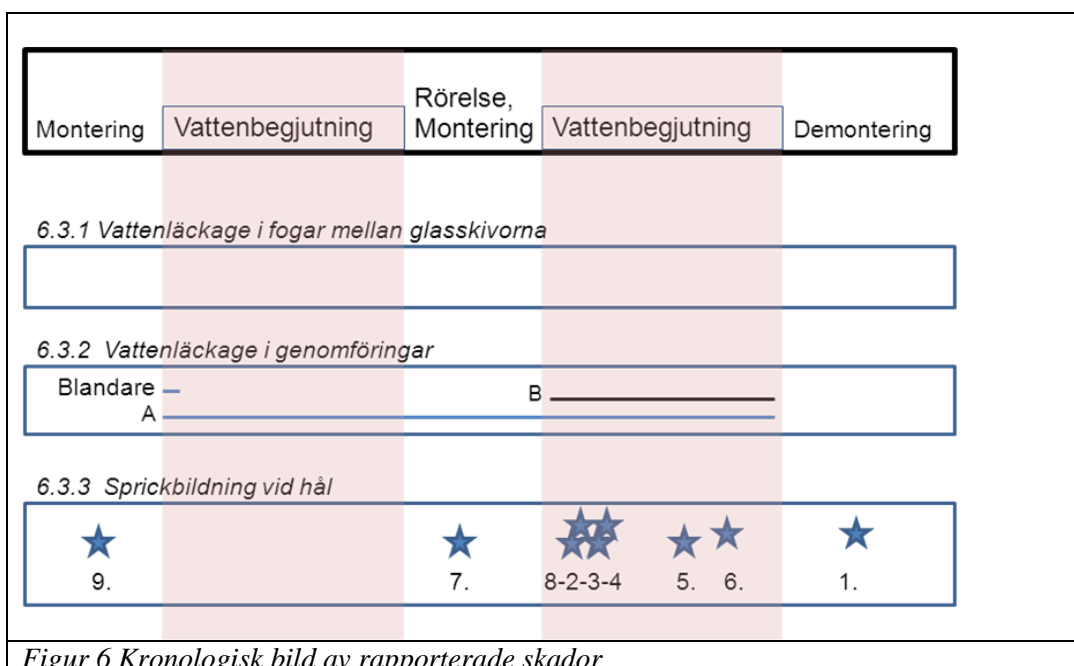 Montering
Vattenbegjutning
Rörelse,
Montering
Vattenbegjutning
Demontering
6.3.1 Vattenläckage i fogar mellan glasskivorna
6.3.2 Vattenläckage i genomföringar
Blandare
B
A
6.3.3 Sprickbildning vid hål
9. 7. 8-2-3-4 5. 6. 1.
Figur 6 Kronologisk bild av rapporterade skador